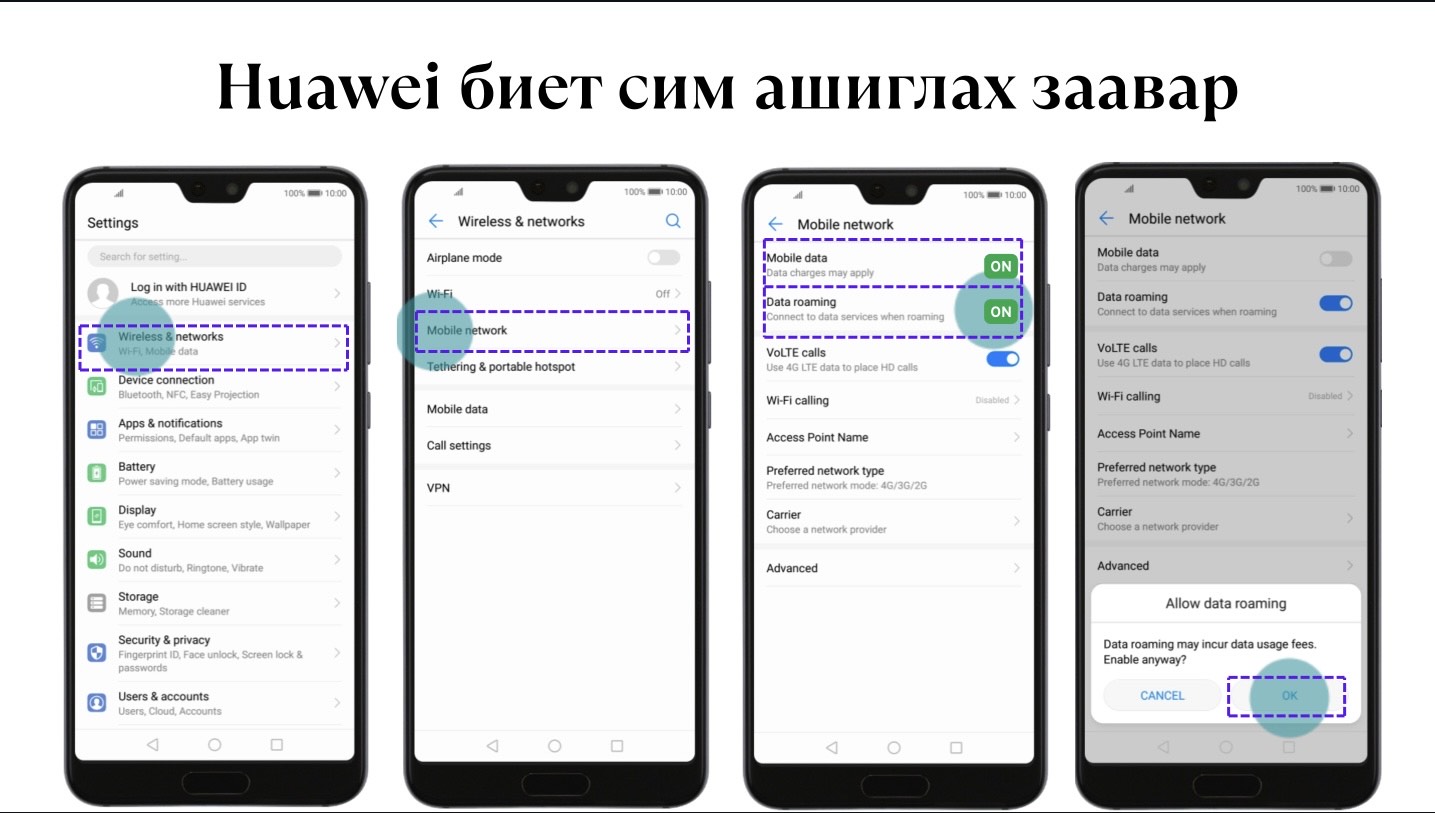 Huawei биет сим ашиглах заавар
100% 10:00
Settings
Search for setting...
Log in with HUAWEI ID
Access more Huawei services
Wireless & networks
Wi-Fi, Mobile data
Device connection
Bluetooth, NFC, Easy Projection
Apps & notifications
Permissions, Default apps, App twin
Battery
Power saving mode, Battery usage
Display
Eye comfort, Home screen style, Wallpaper
Sound
Do not disturb, Ringtone, Vibrate
Storage
Memory, Storage cleaner
Security & privacy
Fingerprint ID, Face unlock, Screen lock &
passwords
Users & accounts
Users, Cloud, Accounts
100% 10:00
Wireless & networks
Airplane mode
Wi-Fi Off
Mobile network
Tethering & portable hotspot
Mobile data
Call settings
VPN
100% 10:00
Mobile network
Mobile data
Data charges may apply
ON
Data roaming
Connect to data services when roaming
ON
VoLTE calls
Use 4G LTE data to place HD calls
Wi-Fi calling Disabled
Access Point Name
Preferred network type
Preferred network mode: 4G/3G/2G
Carrier
Choose a network provider
Advanced
100% 10:00
Mobile network
Mobile data
Data charges may apply
Data roaming
Connect to data services when roaming
VoLTE calls
Use 4G LTE data to place HD calls
Wi-Fi calling Disabled
Access Point Name
Preferred network type
Preferred network mode: 4G/3G/2G
Carrier
Choose a network provider
Advanced
Allow data roaming
Data roaming may incur data usage fees.
Enable anyway?
CANCEL OK